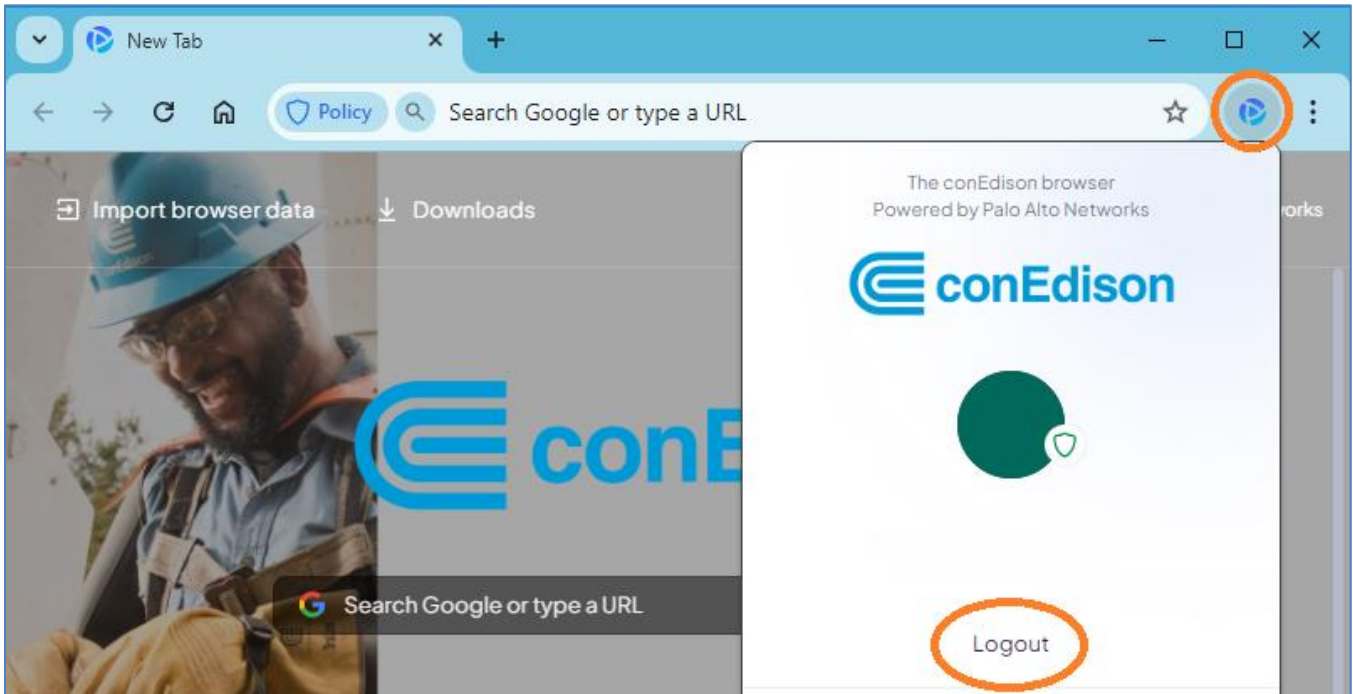 New Tab
Policy
Search Google or type a URL
Import browser data
Downloads
orks
The conEdison browser
Powered by Palo Alto Networks
conEdison
conE
Search Google or type a URL
Logout